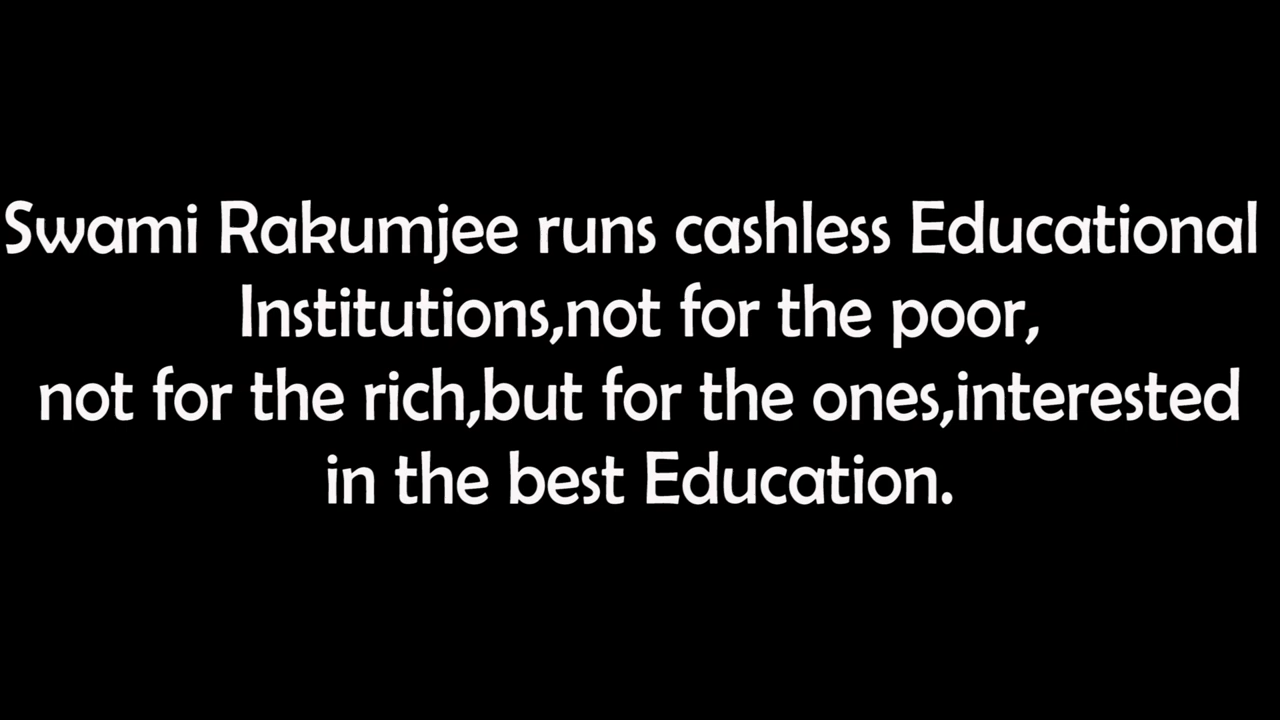 Swami Rakumjee runs cashless Educational
Institutions,not for the poor,
not for the rich,but for the ones,interested
in the best Education.